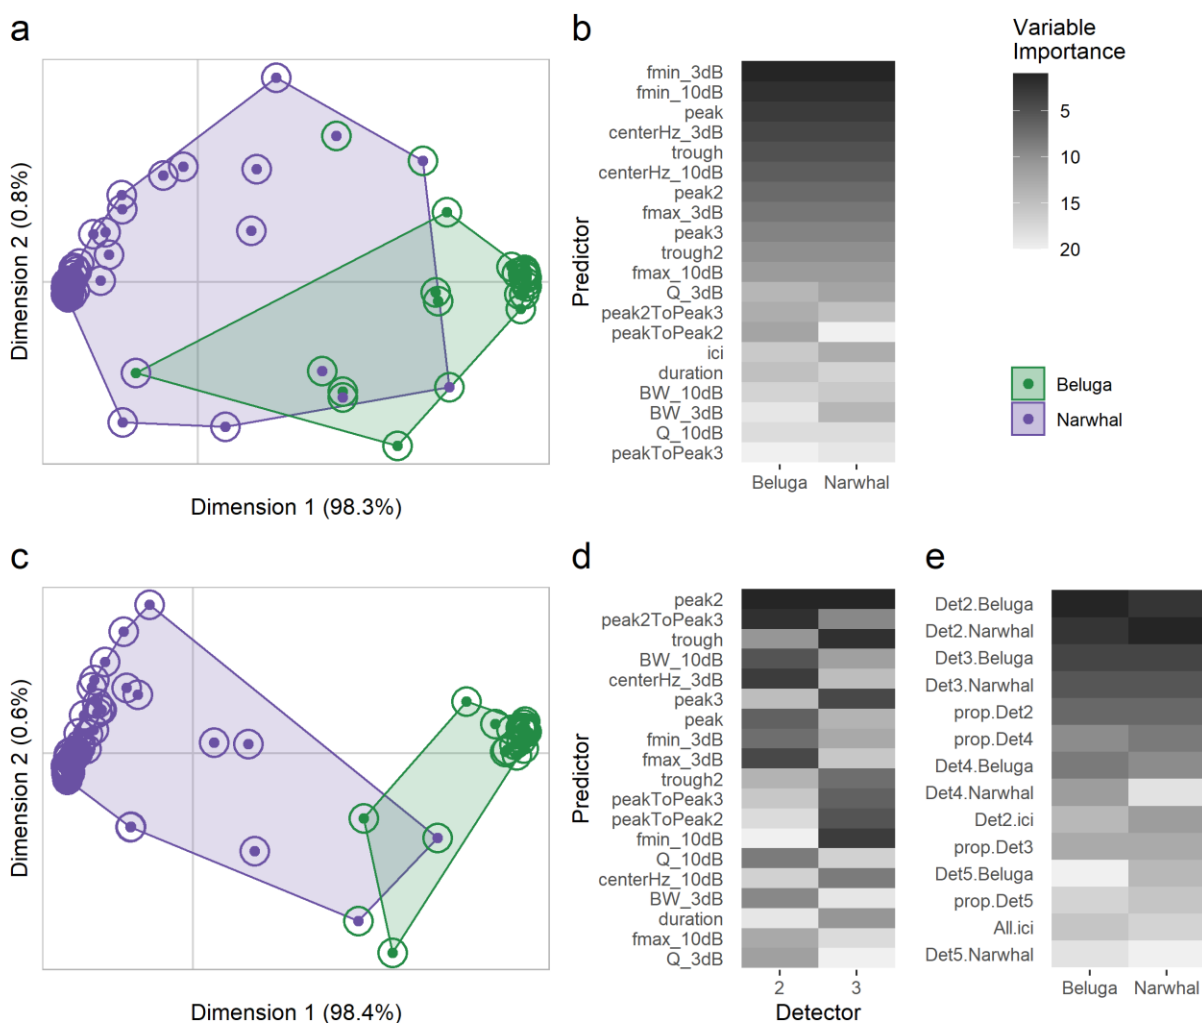 a
Dimension 2 (0.8%)
Dimension 1 (98.3%)
b
Predictor
fmin_3dB
fmin_10dB
peak
centerHz_3dB
trough
centerHz_10dB
peak2
fmax_3dB
peak3
trough2
fmax_10dB
Q_3dB
peak2ToPeak3
peakToPeak2
ici
duration
BW_10dB
BW_3dB
Q_10dB
peakToPeak3
Beluga Narwhal
Variable
Importance
5
10
15
20
Beluga
Narwhal
c
Dimension 2 (0.6%)
Dimension 1 (98.4%)
d
Predictor
peak2
peak2ToPeak3
trough
BW_10dB
centerHz_3dB
peak3
peak
fmin_3dB
fmax_3dB
trough2
peakToPeak3
peakToPeak2
fmin_10dB
Q_10dB
centerHz_10dB
BW_3dB
duration
fmax_10dB
Q_3dB
2 3
Detector
e
Det2.Beluga
Det2.Narwhal
Det3.Beluga
Det3.Narwhal
prop.Det2
prop.Det4
Det4.Beluga
Det4.Narwhal
Det2.ici
prop.Det3
Det5.Beluga
prop.Det5
All.ici
Det5.Narwhal
Beluga Narwhal